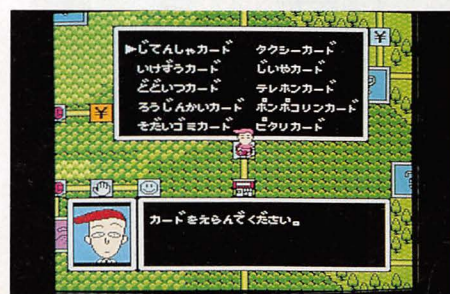 じてんしゃカード　タクシーカード
いけずうカード　じいやカード
どどいつカード　テレホンカード
ろうじんかいカード　ポンポコリンカード
そだいゴミカード　ピタリカード
¥
¥
カードをえらんでください。